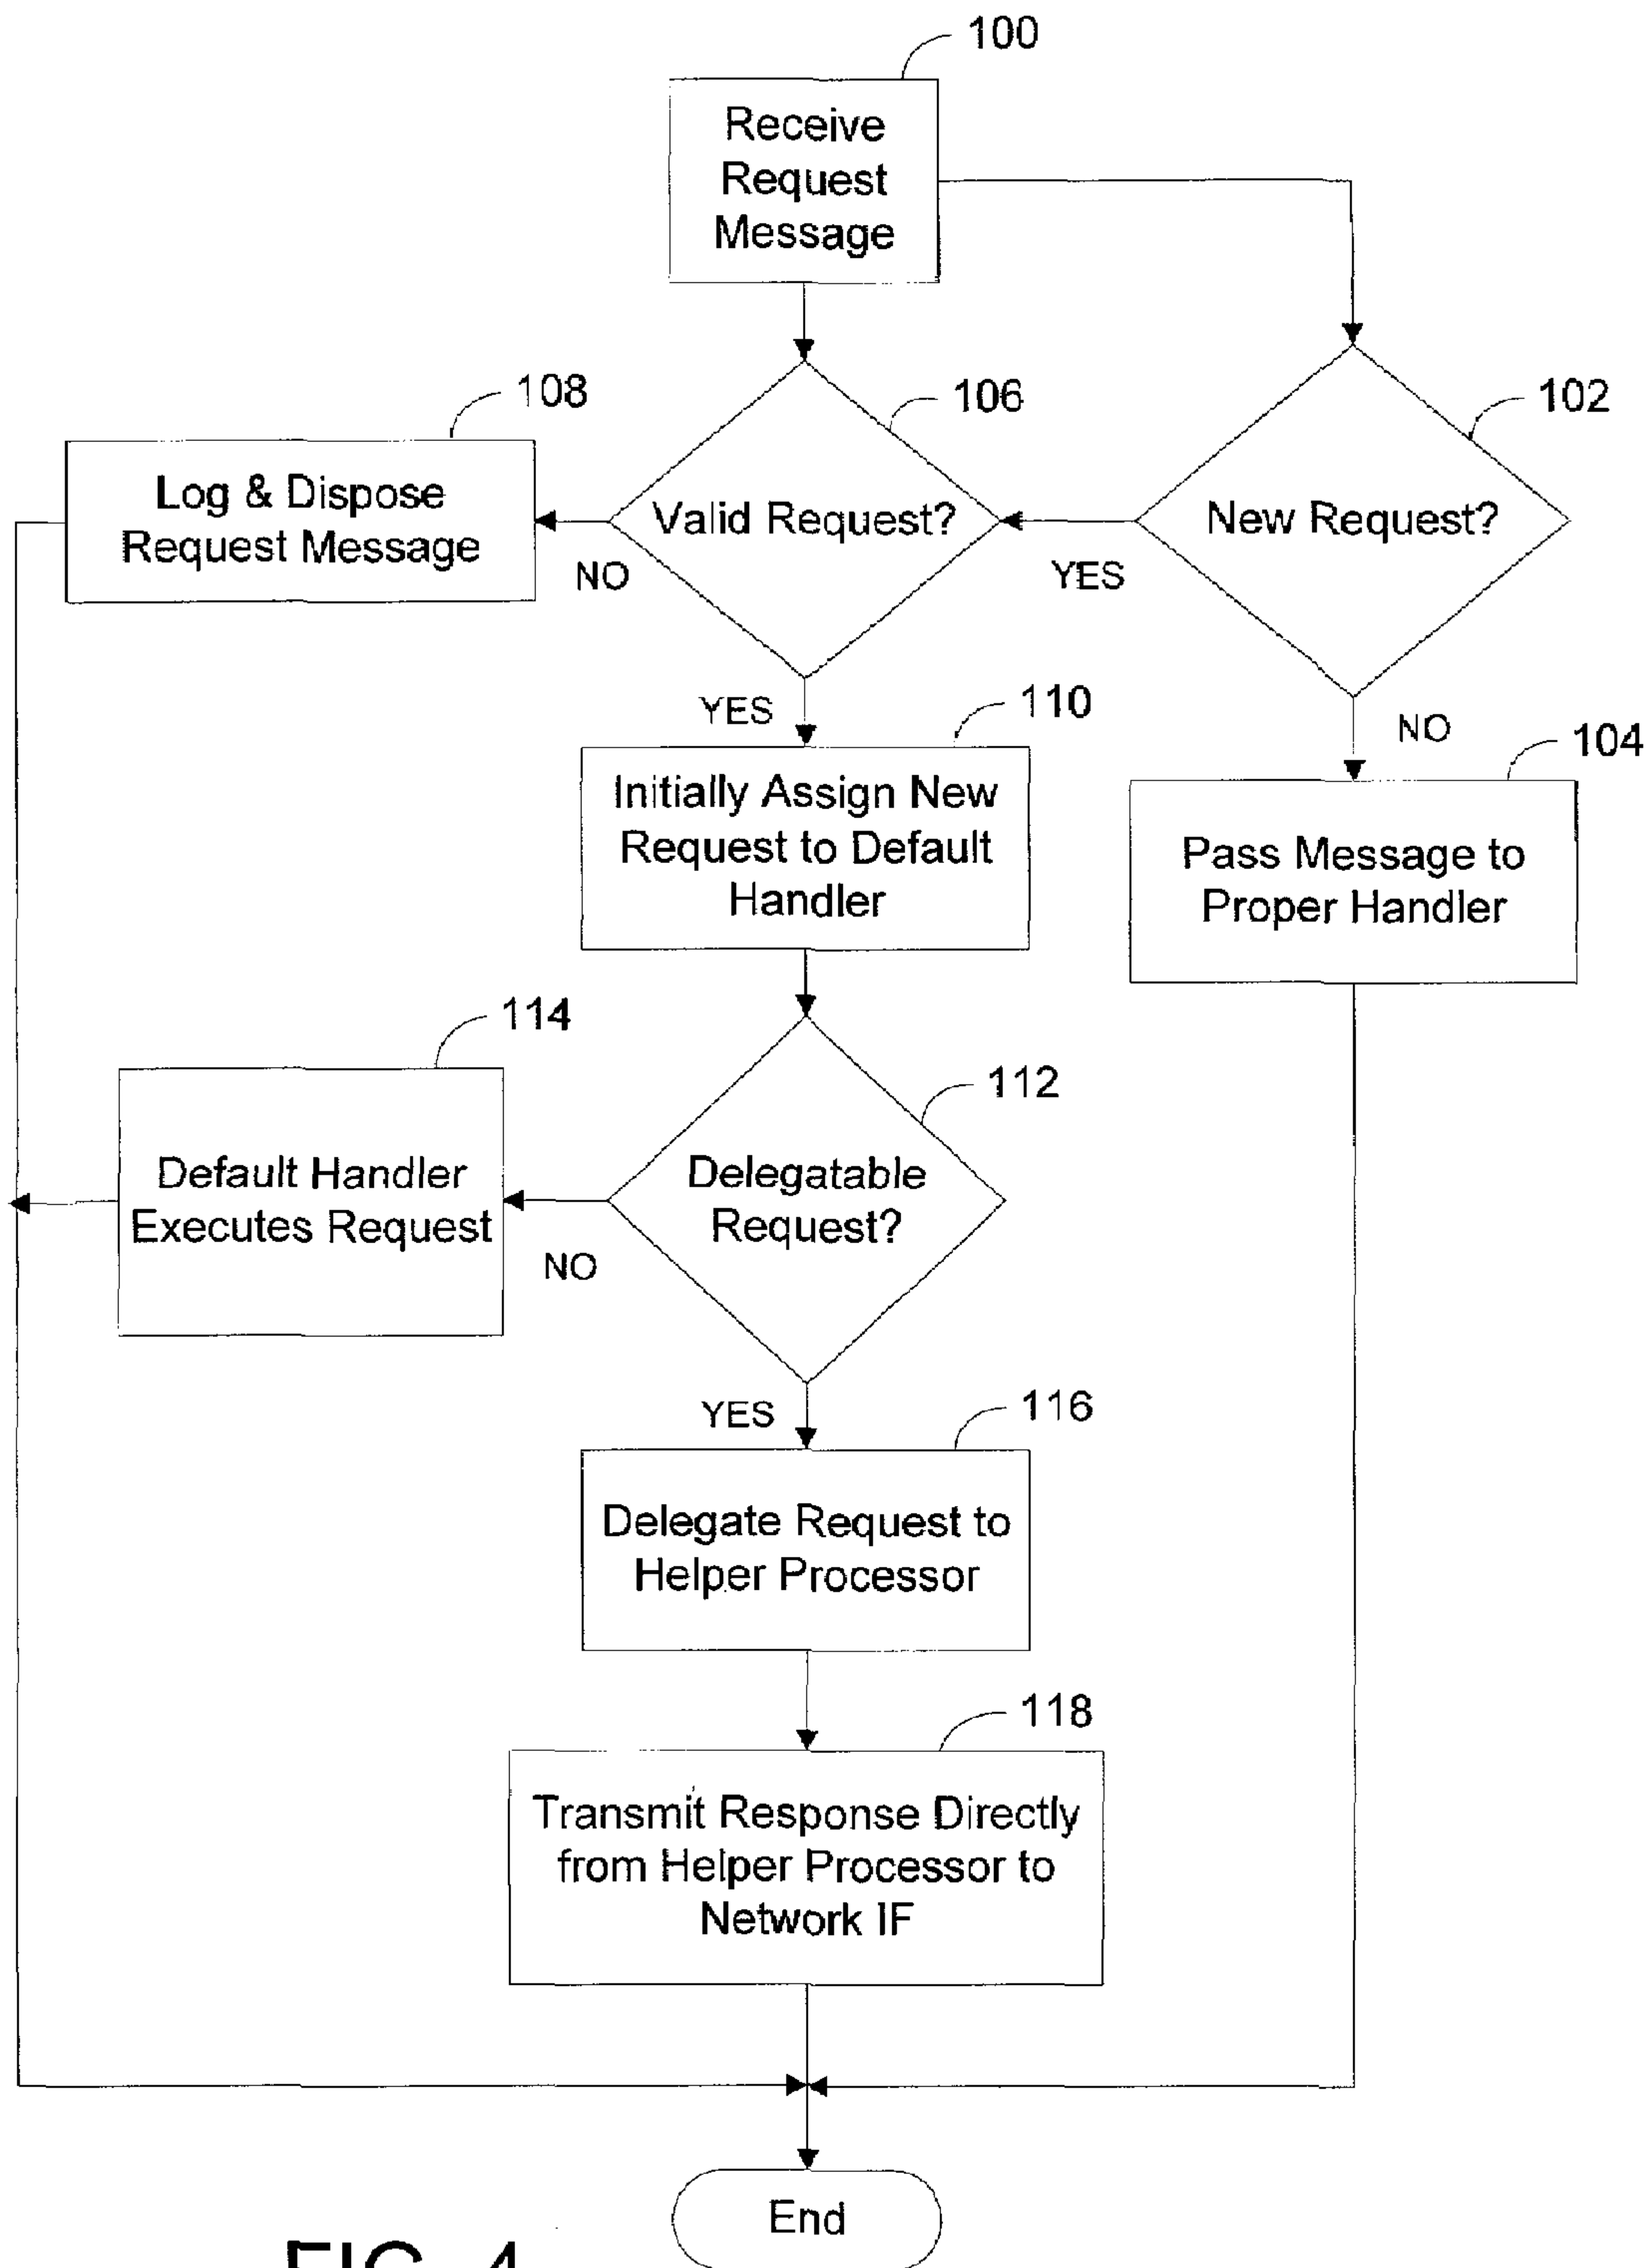 100
Receive
Request
Message
108
106
102
Log & Dispose
Request Message
Valid Request?
New Request?
NO
YES
YES
110
NO
104
Initially Assign New
Request to Default
Handler
Pass Message to
Proper Handler
114
112
Default Handler
Executes Request
Delegatable
Request?
NO
YES
116
Delegate Request to
Helper Processor
118
Transmit Response Directly
from Helper Processor to
Network IF
End
FIG. 4